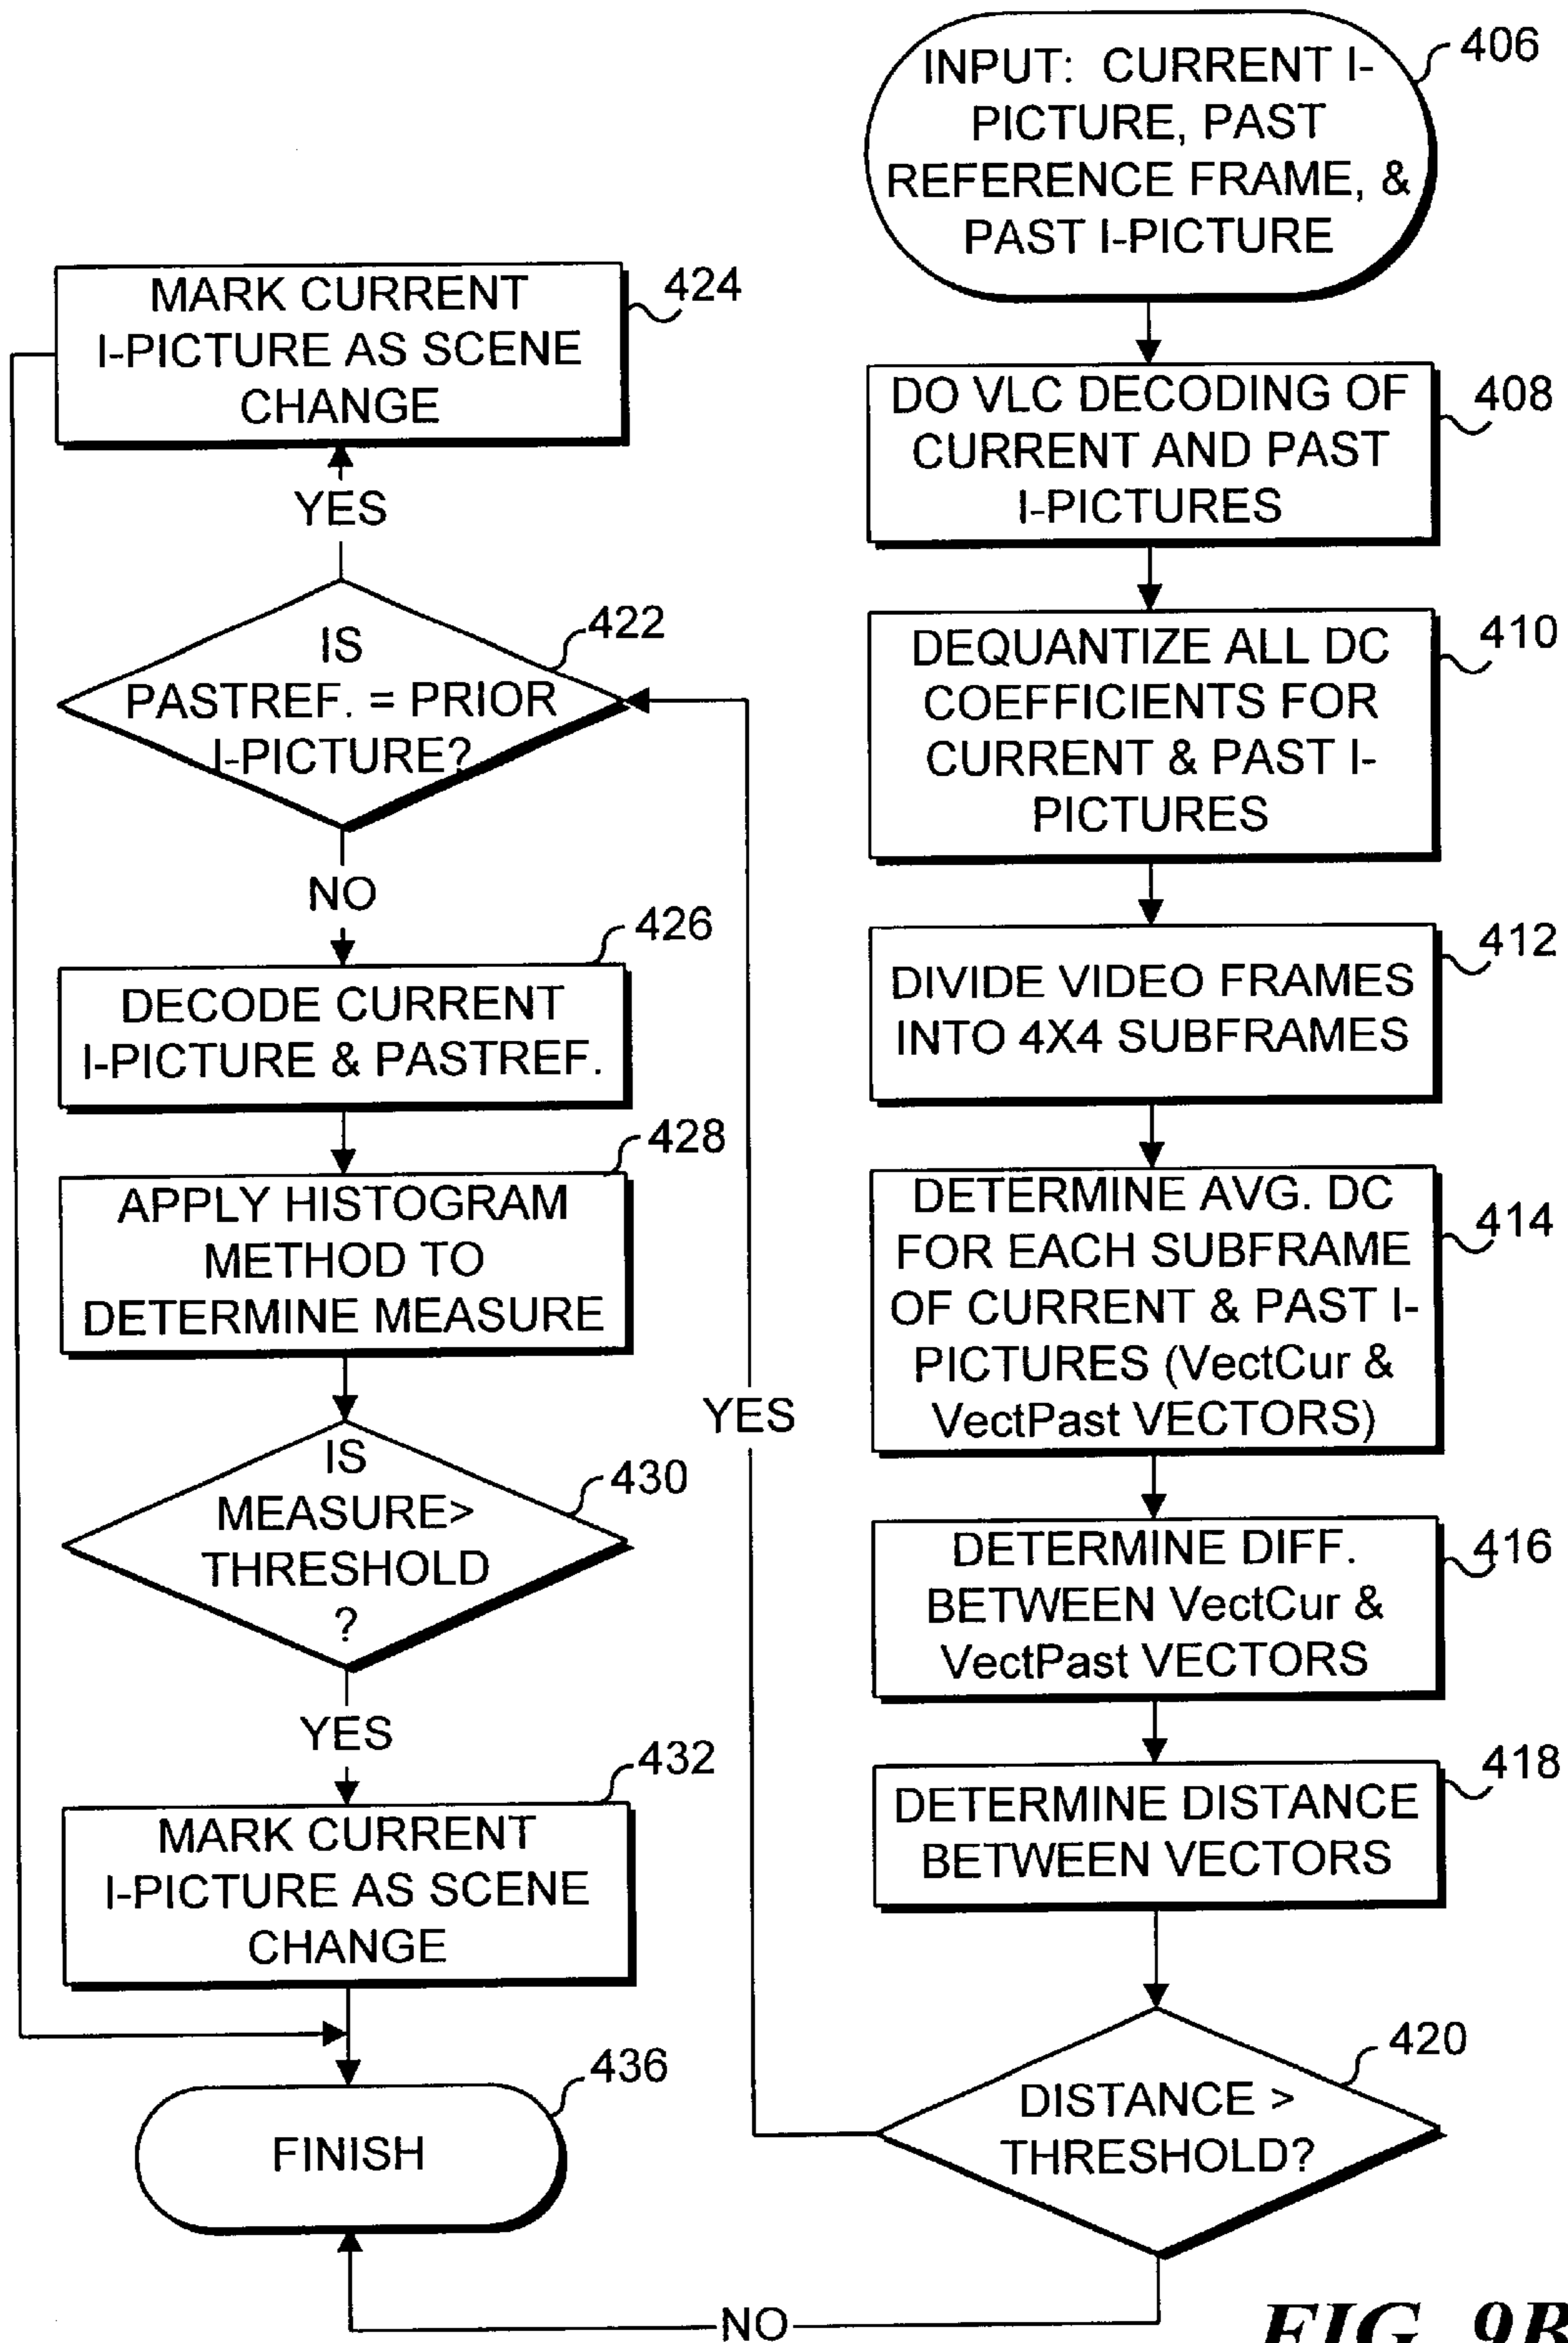 INPUT: CURRENT I-
PICTURE, PAST
REFERENCE FRAME, &
PAST I-PICTURE
406
DO VLC DECODING OF
CURRENT AND PAST
I-PICTURES
408
DEQUANTIZE ALL DC
COEFFICIENTS FOR
CURRENT & PAST I-
PICTURES
410
DIVIDE VIDEO FRAMES
INTO 4X4 SUBFRAMES
412
DETERMINE AVG. DC
FOR EACH SUBFRAME
OF CURRENT & PAST I-
PICTURES (VectCur &
VectPast VECTORS)
414
DETERMINE DIFF.
BETWEEN VectCur &
VectPast VECTORS
416
DETERMINE DISTANCE
BETWEEN VECTORS
418
DISTANCE >
THRESHOLD?
420
YES
NO
IS
PASTREF. = PRIOR
I-PICTURE?
422
YES
MARK CURRENT
I-PICTURE AS SCENE
CHANGE
424
NO
DECODE CURRENT
I-PICTURE & PASTREF.
426
APPLY HISTOGRAM
METHOD TO
DETERMINE MEASURE
428
IS
MEASURE>
THRESHOLD
?
430
YES
MARK CURRENT
I-PICTURE AS SCENE
CHANGE
432
FINISH
436
FIG. 9B